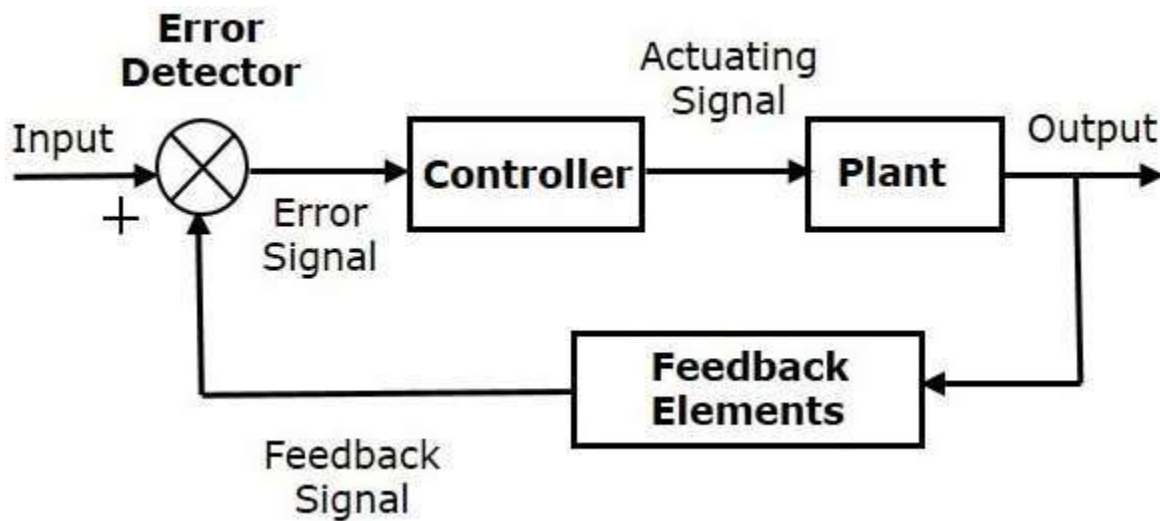 Error
Detector
Actuating
Signal
Input
Output
Controller
Plant
+
Error
Signal
Feedback
Elements
Feedback
Signal